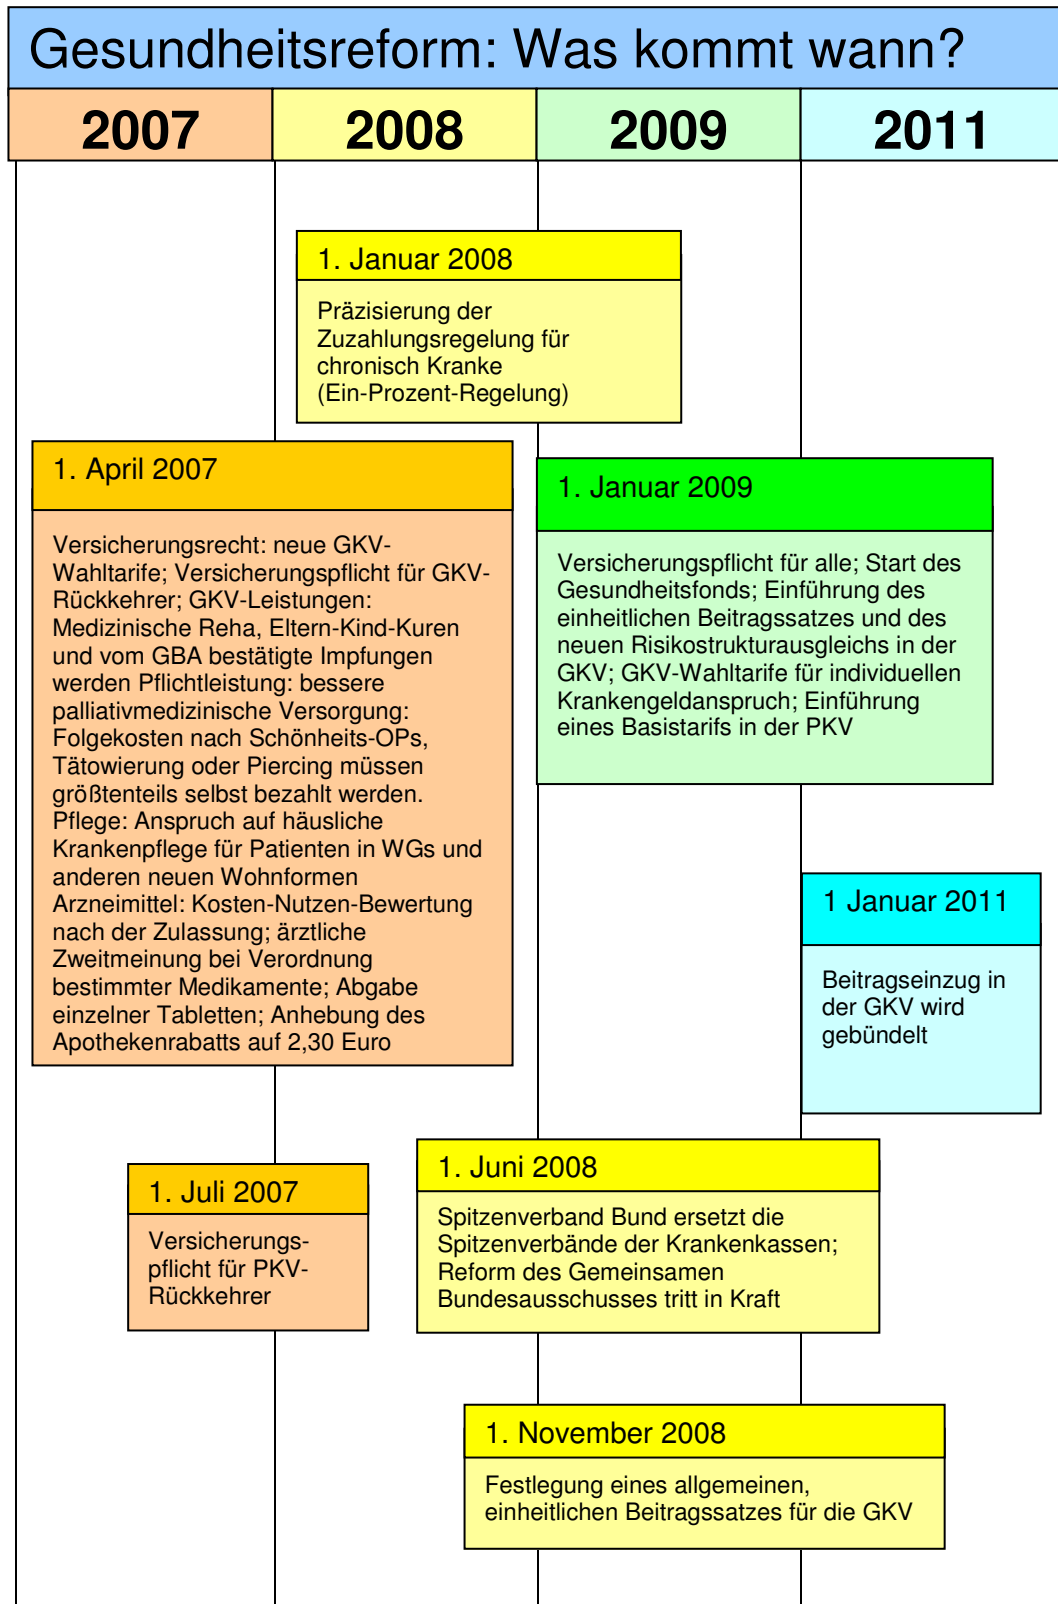 Gesundheitsreform: Was kommt wann?
2007
2008
2009
2011
1. Januar 2008
Präzisierung der
Zuzahlungsregelung für
chronisch Kranke
(Ein-Prozent-Regelung)
1. April 2007
Versicherungsrecht: neue GKV-
Wahltarife; Versicherungspflicht für GKV-
Rückkehrer; GKV-Leistungen:
Medizinische Reha, Eltern-Kind-Kuren
und vom GBA bestätigte Impfungen
werden Pflichtleistung: bessere
palliativmedizinische Versorgung:
Folgekosten nach Schönheits-OPs,
Tätowierung oder Piercing müssen
größtenteils selbst bezahlt werden.
Pflege: Anspruch auf häusliche
Krankenpflege für Patienten in WGs und
anderen neuen Wohnformen
Arzneimittel: Kosten-Nutzen-Bewertung
nach der Zulassung; ärztliche
Zweitmeinung bei Verordnung
bestimmter Medikamente; Abgabe
einzelner Tabletten; Anhebung des
Apothekenrabatts auf 2,30 Euro
1. Januar 2009
Versicherungspflicht für alle; Start des
Gesundheitsfonds; Einführung des
einheitlichen Beitragssatzes und des
neuen Risikostrukturausgleichs in der
GKV; GKV-Wahltarife für individuellen
Krankengeldanspruch; Einführung
eines Basistarifs in der PKV
1 Januar 2011
Beitragseinzug in
der GKV wird
gebündelt
1. Juli 2007
Versicherungs-
pflicht für PKV-
Rückkehrer
1. Juni 2008
Spitzenverband Bund ersetzt die
Spitzenverbände der Krankenkassen;
Reform des Gemeinsamen
Bundesausschusses tritt in Kraft
1. November 2008
Festlegung eines allgemeinen,
einheitlichen Beitragssatzes für die GKV